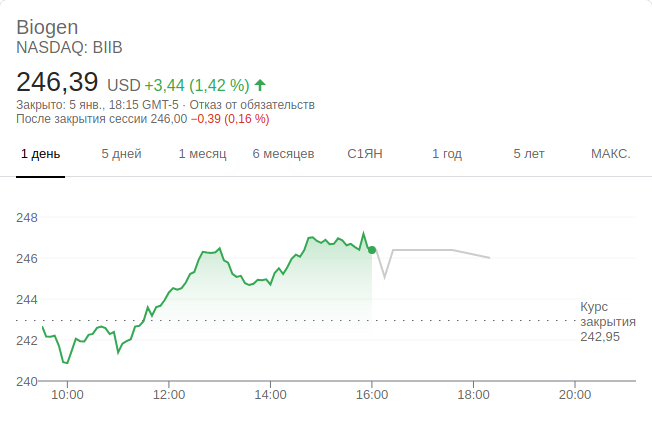 Biogen
NASDAQ: BIIB
246,39 USD +3,44 (1,42 %)
Закрыто: 5 янв., 18:15 GMT-5 · Отказ от обязательств
После закрытия сессии 246,00 −0,39 (0,16 %)
1 день 5 дней 1 месяц 6 месяцев С1ЯН 1 год 5 лет МАКС.
248
246
244
Курс
закрытия
242,95
242
240
10:00 12:00 14:00 16:00 18:00 20:00